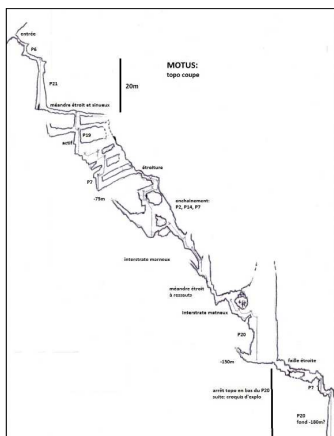 entrée
P6
MOTUS:
topo coupe
P21
20m
méandre étroit et sinueux
P19
actif
étroiture
P?
-75m
enchainement:
P2, P14, P7
interstrate marneux
méandre étroit
à ressauts
Interstrate marneux
P20
-150m
faille étroite
P7
arrêt topo en bas du P20
suite: croquis d'explo
P20
fond -180m?